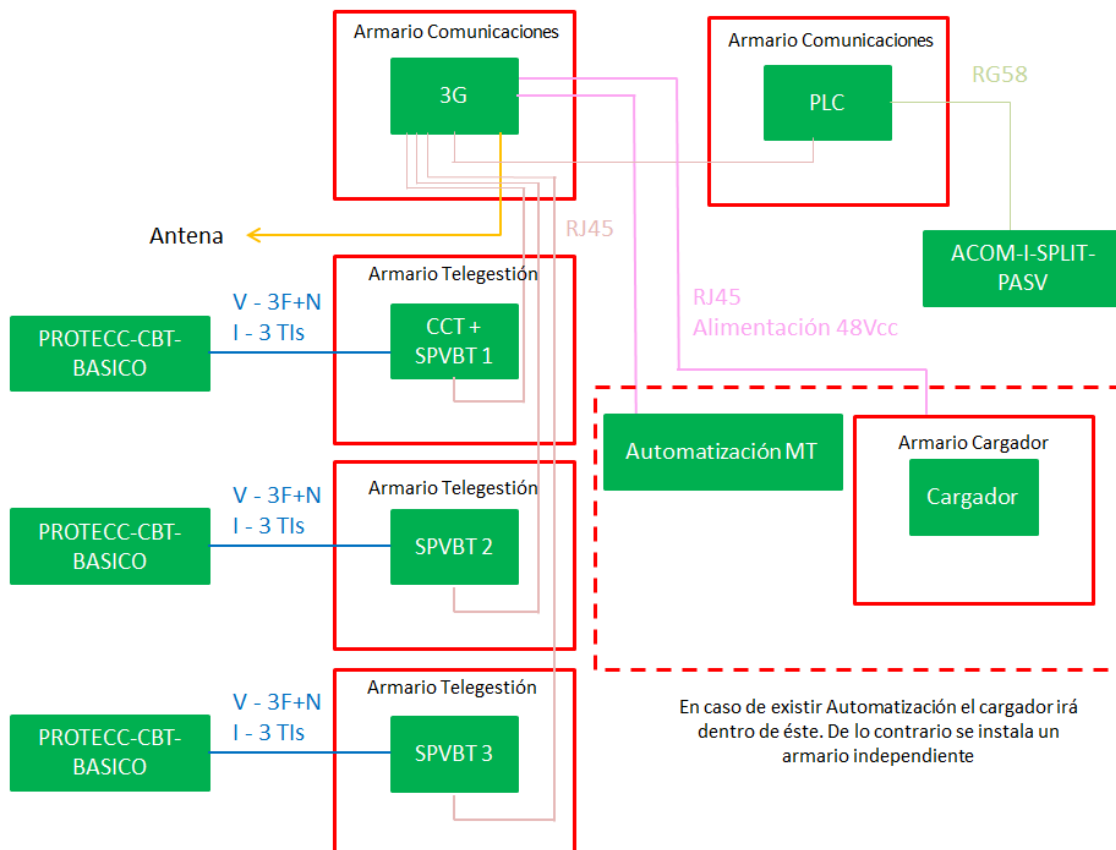 Armario Comunicaciones
3G
Armario Comunicaciones
PLC
RG58
Antena
RJ45
ACOM-I-SPLIT-
PASV
Armario Telegestión
V - 3F+N
I - 3 TIs
PROTECC-CBT-
BASICO
CCT +
SPVBT 1
RJ45
Alimentación 48Vcc
Automatización MT
Armario Cargador
Cargador
Armario Telegestión
V - 3F+N
I - 3 TIs
PROTECC-CBT-
BASICO
SPVBT 2
Armario Telegestión
V - 3F+N
I - 3 TIs
PROTECC-CBT-
BASICO
SPVBT 3
En caso de existir Automatización el cargador irá
dentro de éste. De lo contrario se instala un
armario independiente